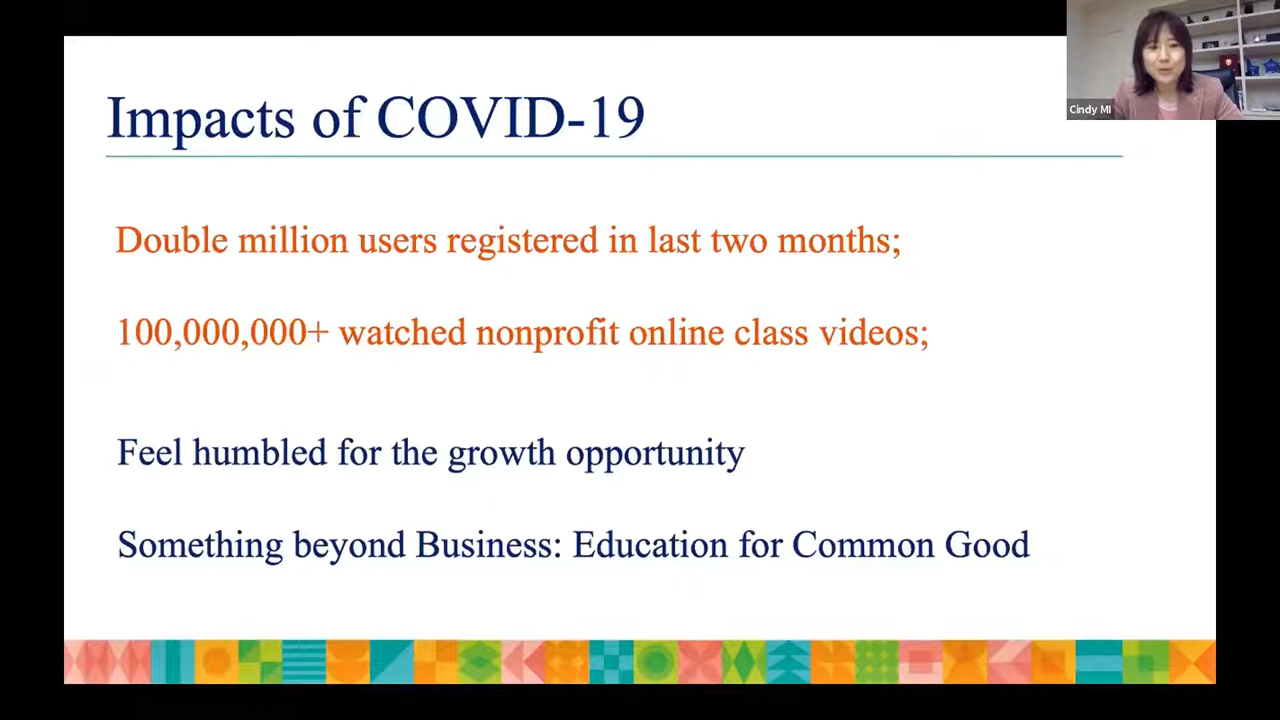 Impacts of COVID-19
Cindy MI
Double million users registered in last two months;
100,000,000+ watched nonprofit online class videos;
Feel humbled for the growth opportunity
Something beyond Business: Education for Common Good